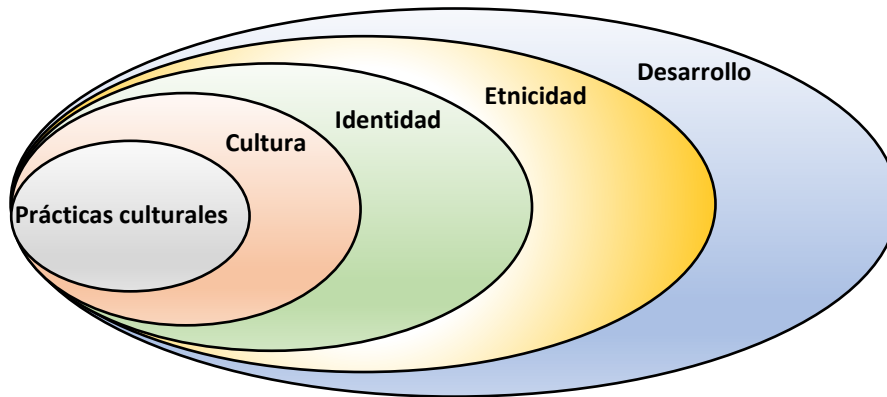 Desarrollo
Etnicidad
Identidad
Cultura
Prácticas culturales